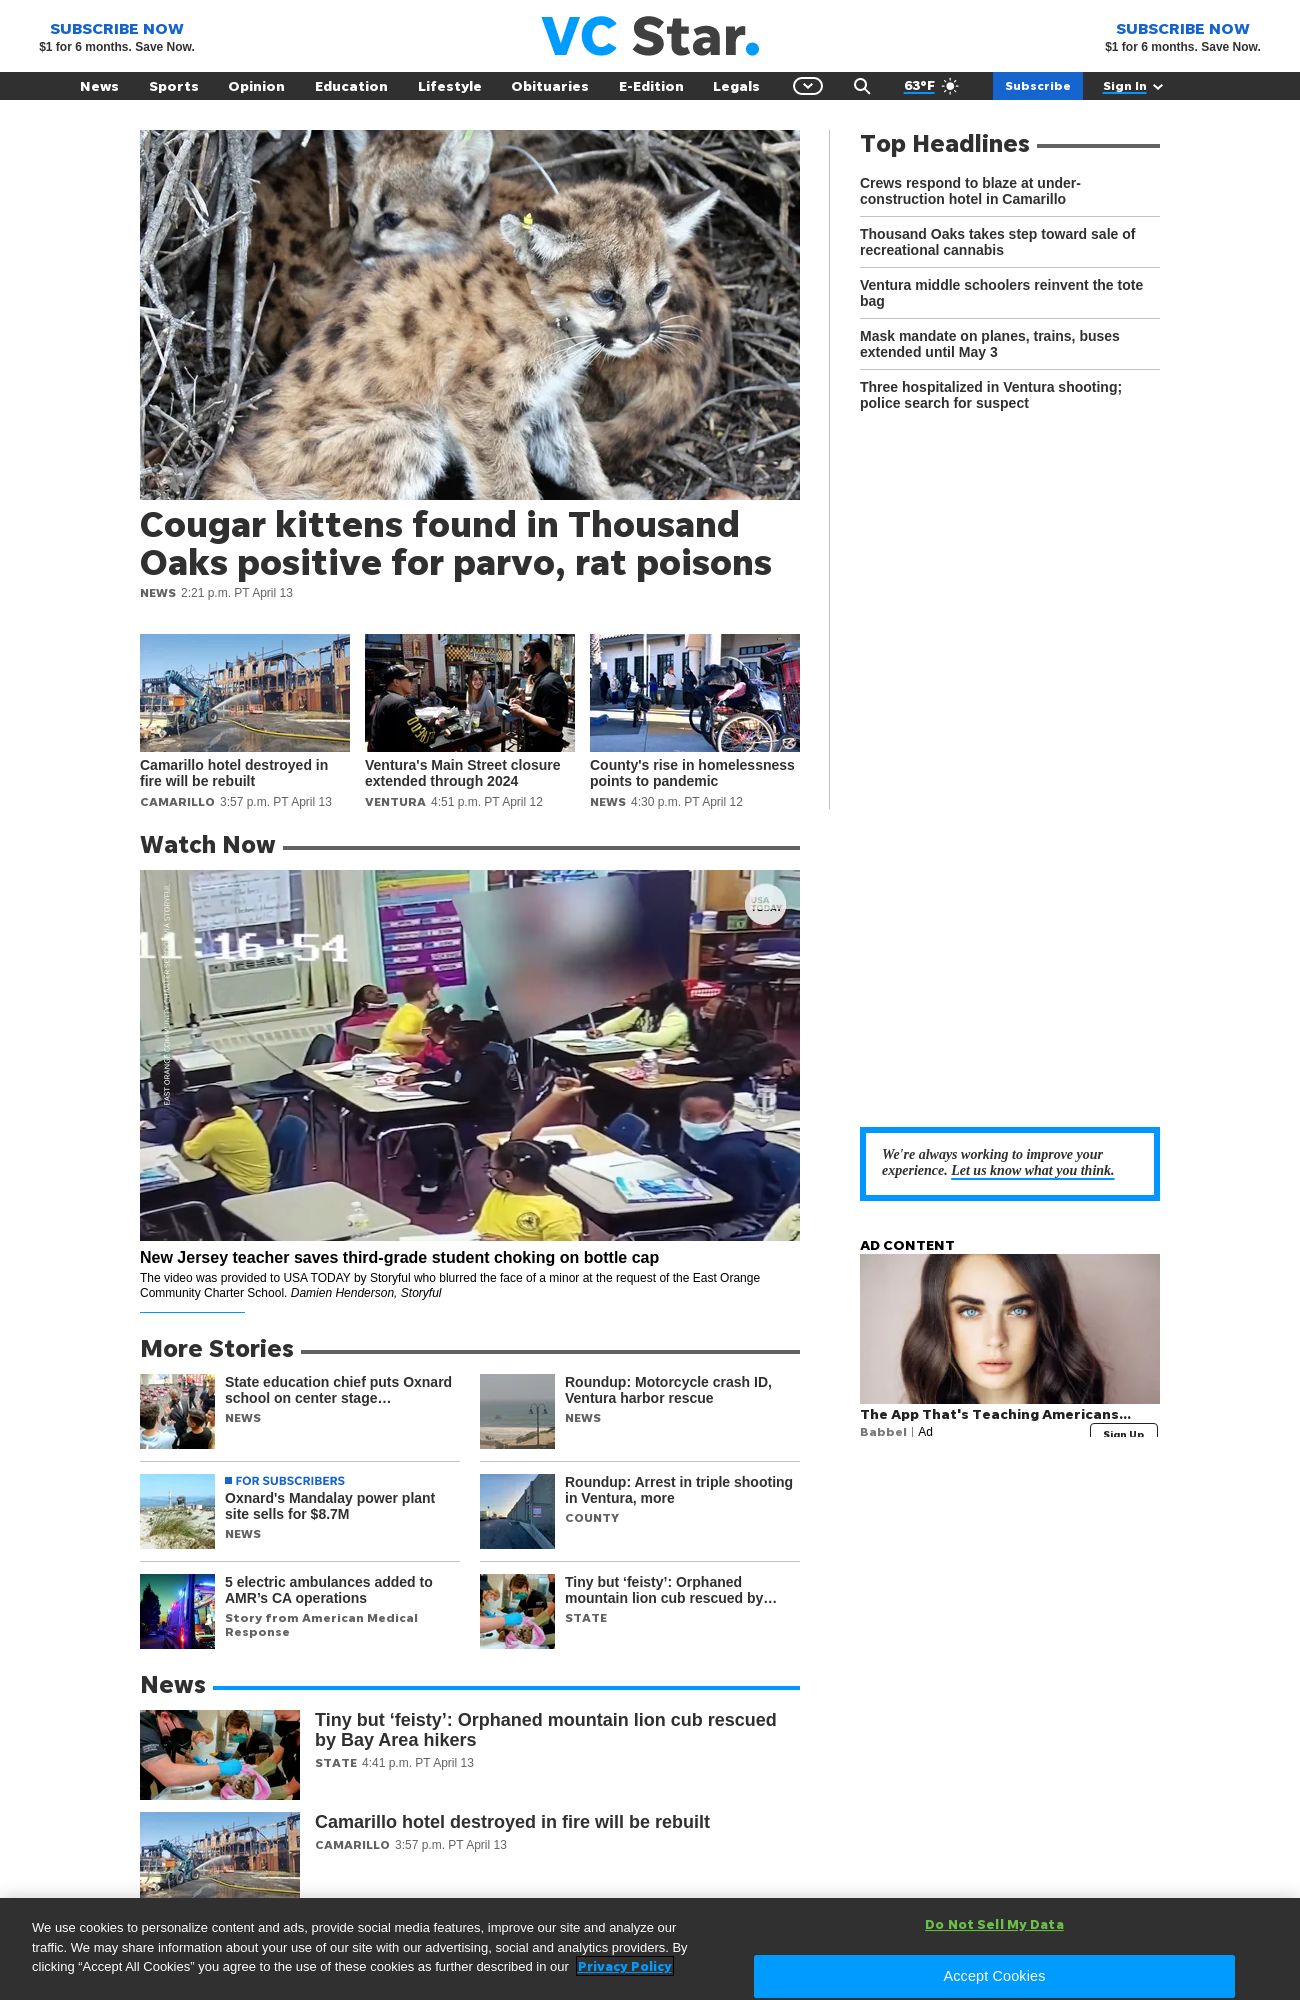 SUBSCRIBE NOW
$1 for 6 months. Save Now.
VC Star.
SUBSCRIBE NOW
$1 for 6 months. Save Now.
News Sports Opinion Education Lifestyle Obituaries E-Edition Legals 63°F Subscribe Sign In
Cougar kittens found in Thousand
Oaks positive for parvo, rat poisons
NEWS 2:21 p.m. PT April 13
Camarillo hotel destroyed in
fire will be rebuilt
CAMARILLO 3:57 p.m. PT April 13
Ventura's Main Street closure
extended through 2024
VENTURA 4:51 p.m. PT April 12
County's rise in homelessness
points to pandemic
NEWS 4:30 p.m. PT April 12
Top Headlines
Crews respond to blaze at under-
construction hotel in Camarillo
Thousand Oaks takes step toward sale of
recreational cannabis
Ventura middle schoolers reinvent the tote
bag
Mask mandate on planes, trains, buses
extended until May 3
Three hospitalized in Ventura shooting;
police search for suspect
Watch Now
11:16:54
USA
TODAY
New Jersey teacher saves third-grade student choking on bottle cap
The video was provided to USA TODAY by Storyful who blurred the face of a minor at the request of the East Orange
Community Charter School. Damien Henderson, Storyful
We're always working to improve your
experience. Let us know what you think.
AD CONTENT
The App That's Teaching Americans...
Babbel | Ad
Sign Up
More Stories
State education chief puts Oxnard
school on center stage…
NEWS
Roundup: Motorcycle crash ID,
Ventura harbor rescue
NEWS
FOR SUBSCRIBERS
Oxnard's Mandalay power plant
site sells for $8.7M
NEWS
Roundup: Arrest in triple shooting
in Ventura, more
COUNTY
5 electric ambulances added to
AMR’s CA operations
Story from American Medical
Response
Tiny but ‘feisty’: Orphaned
mountain lion cub rescued by…
STATE
News
Tiny but ‘feisty’: Orphaned mountain lion cub rescued
by Bay Area hikers
STATE 4:41 p.m. PT April 13
Camarillo hotel destroyed in fire will be rebuilt
CAMARILLO 3:57 p.m. PT April 13
We use cookies to personalize content and ads, provide social media features, improve our site and analyze our
traffic. We may share information about your use of our site with our advertising, social and analytics providers. By
clicking “Accept All Cookies” you agree to the use of these cookies as further described in our Privacy Policy
Do Not Sell My Data
Accept Cookies